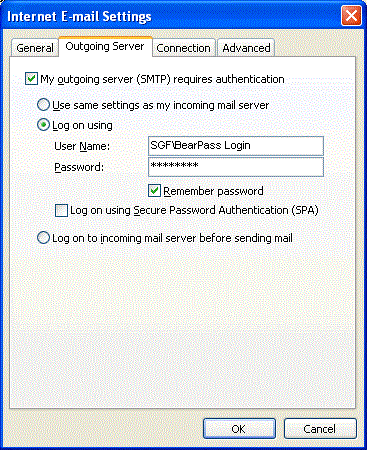 Internet E-mail Settings
General
Outgoing Server
Connection
Advanced
My outgoing server (SMTP) requires authentication
Use same settings as my incoming mail server
Log on using
User Name:
SGF\BearPass Login
Password:
********
Remember password
Log on using Secure Password Authentication (SPA)
Log on to incoming mail server before sending mail
OK
Cancel